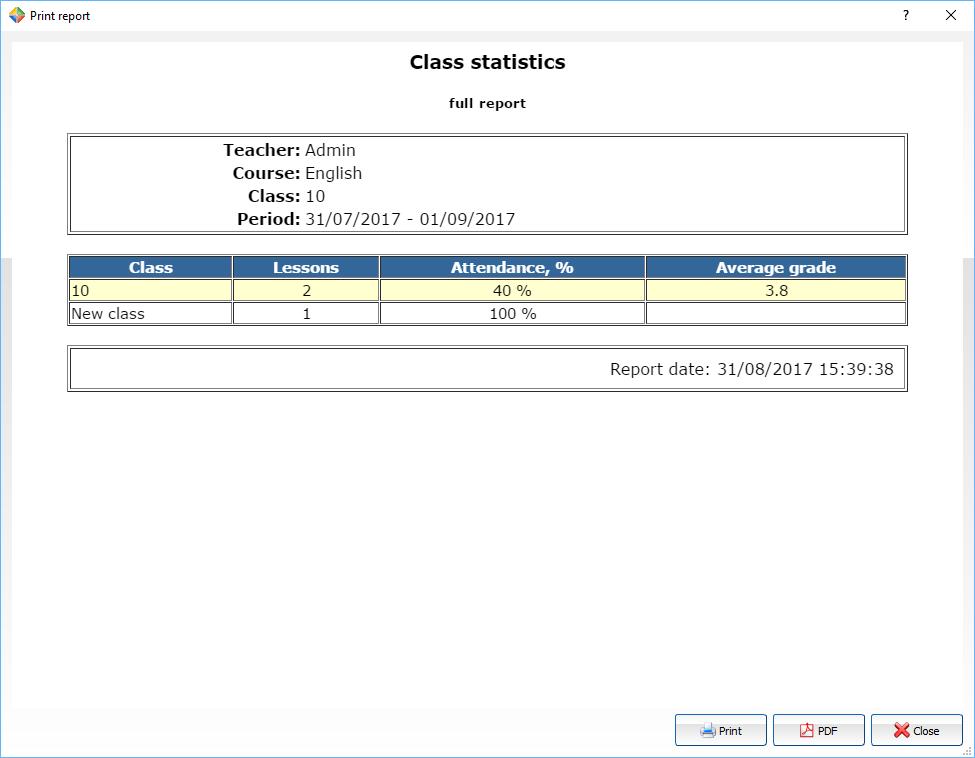 Print report
?
Class statistics
full report
Teacher: Admin
Course: English
Class: 10
Period: 31/07/2017 - 01/09/2017
Class Lessons Attendance, % Average grade
10 2 40 % 3.8
New class 1 100 %
Report date: 31/08/2017 15:39:38
Print PDF Close